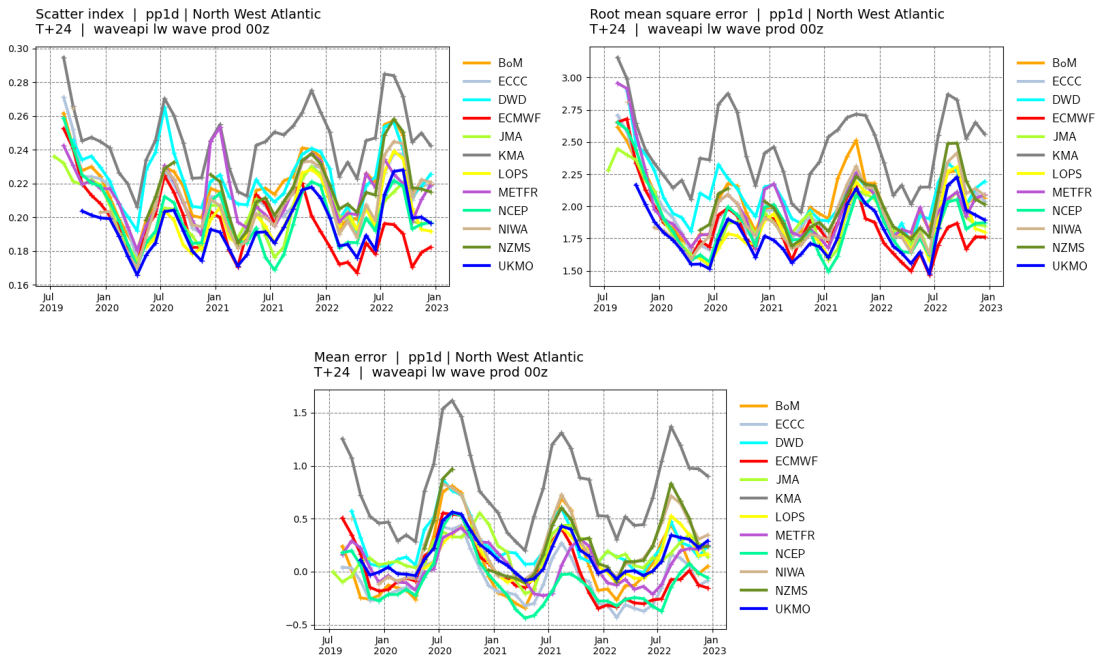 Scatter index | pp1d | North West Atlantic
T+24 | waveapi lw wave prod 00z
0.30
0.28
0.26
0.24
0.22
0.20
0.18
0.16
Jul
2019
Jan
2020
Jul
2020
Jan
2021
Jul
2021
Jan
2022
Jul
2022
Jan
2023
BoM
ECCC
DWD
ECMWF
JMA
KMA
LOPS
METFR
NCEP
NIWA
NZMS
UKMO
Root mean square error | pp1d | North West Atlantic
T+24 | waveapi lw wave prod 00z
3.00
2.75
2.50
2.25
2.00
1.75
1.50
Jul
2019
Jan
2020
Jul
2020
Jan
2021
Jul
2021
Jan
2022
Jul
2022
Jan
2023
BoM
ECCC
DWD
ECMWF
JMA
KMA
LOPS
METFR
NCEP
NIWA
NZMS
UKMO
Mean error | pp1d | North West Atlantic
T+24 | waveapi lw wave prod 00z
1.5
1.0
0.5
0.0
−0.5
Jul
2019
Jan
2020
Jul
2020
Jan
2021
Jul
2021
Jan
2022
Jul
2022
Jan
2023
BoM
ECCC
DWD
ECMWF
JMA
KMA
LOPS
METFR
NCEP
NIWA
NZMS
UKMO